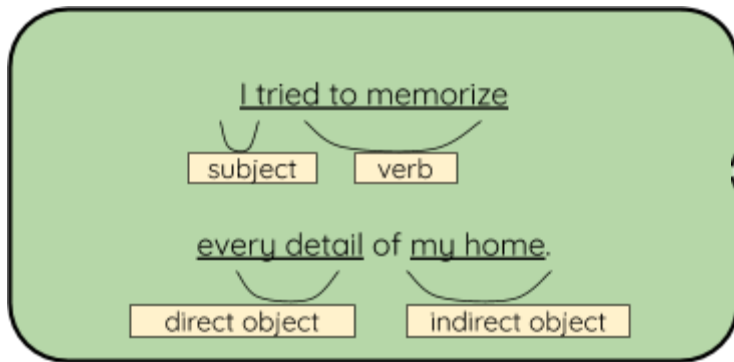 I tried to memorize
subject verb
every detail of my home.
direct object indirect object